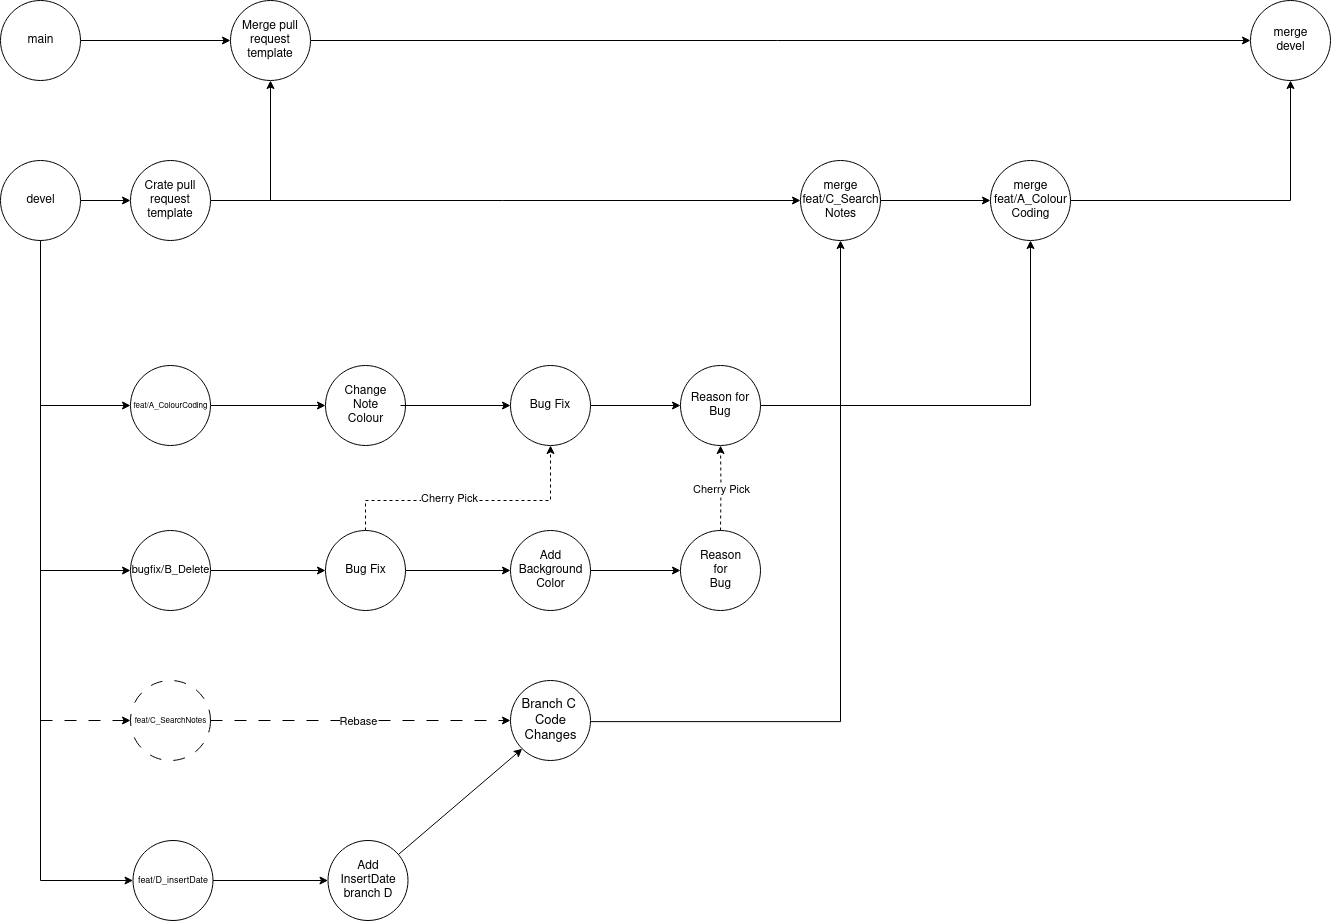 main
Merge pull
request
template
merge
devel
devel
Crate pull
request
template
merge
feat/C_Search
Notes
merge
feat/A_Colour
Coding
feat/A_ColourCoding
Change
Note
Colour
Bug Fix
Reason for
Bug
Cherry Pick
Cherry Pick
bugfix/B_Delete
Bug Fix
Add
Background
Color
Reason
for
Bug
feat/C_SearchNotes
Rebase
Branch C
Code
Changes
feat/D_insertDate
Add
InsertDate
branch D